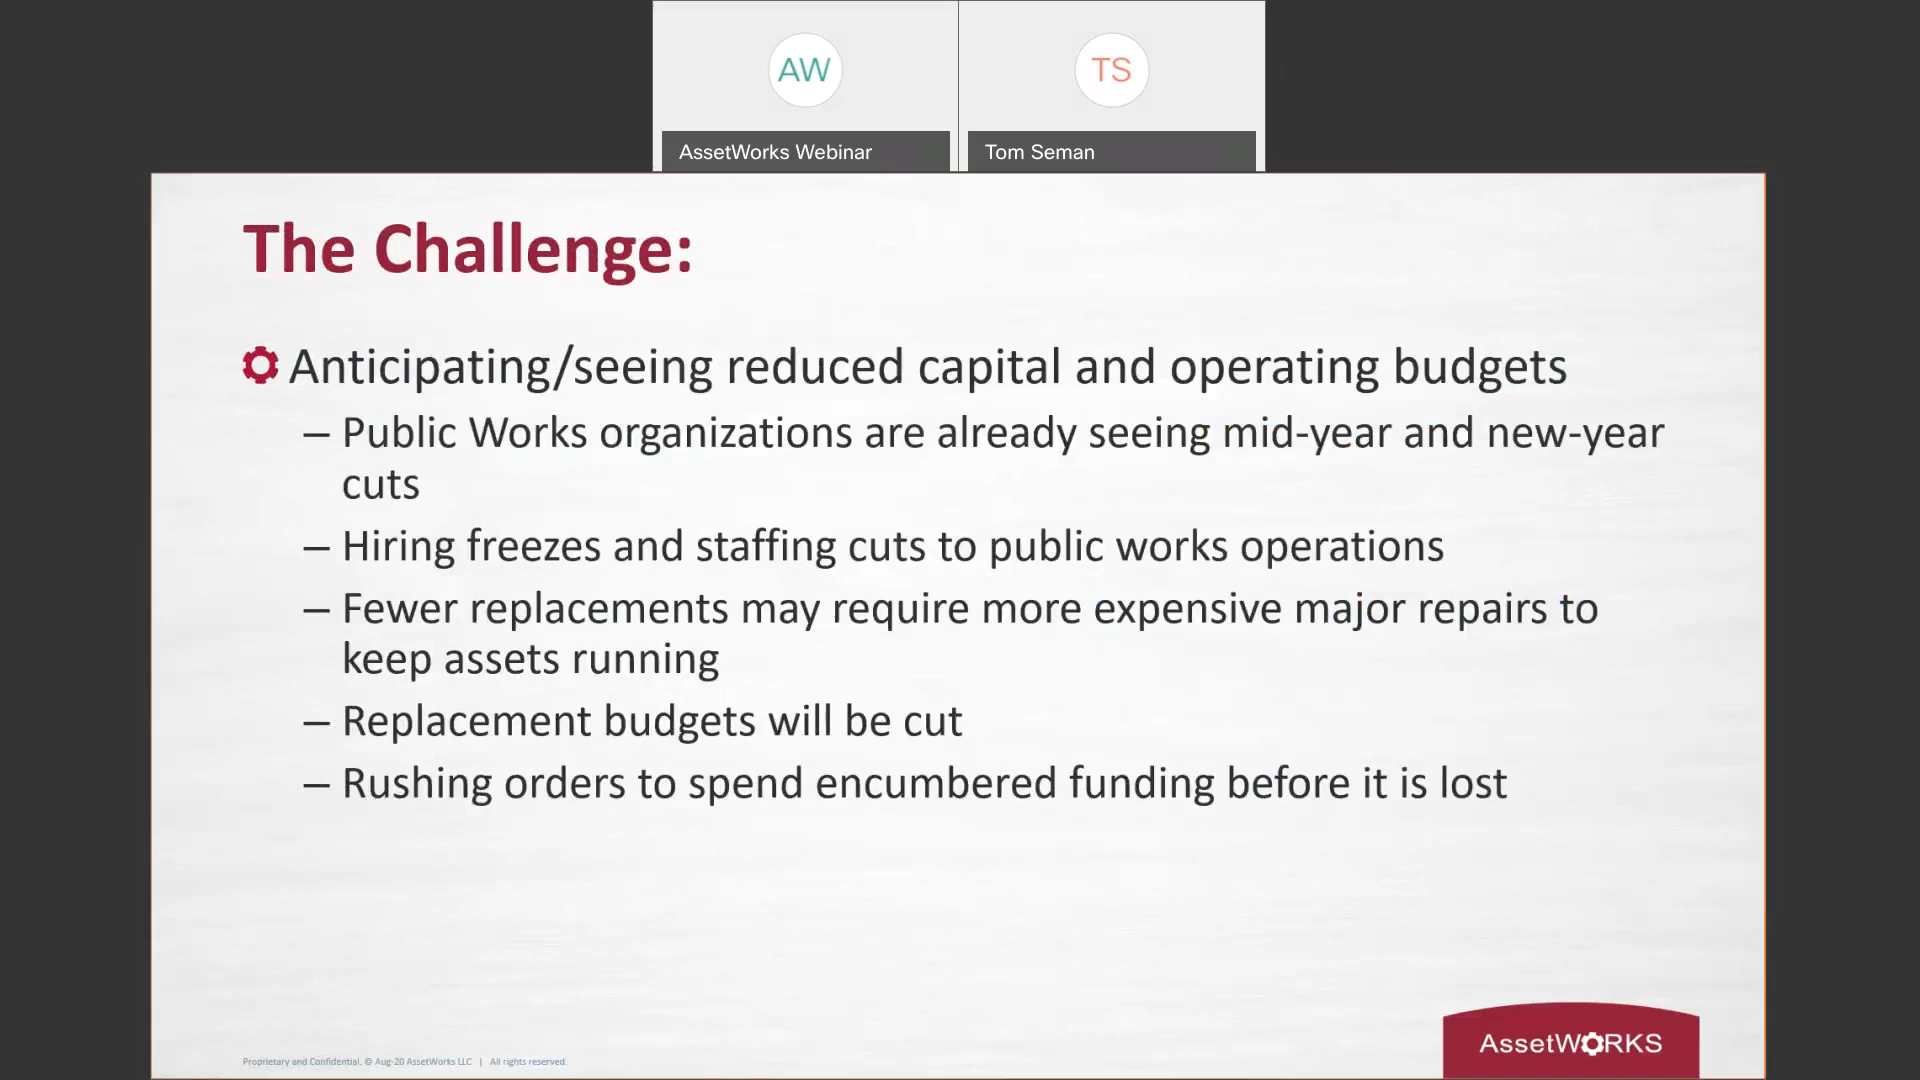 AW
TS
AssetWorks Webinar
Tom Seman
The Challenge:
Anticipating/seeing reduced capital and operating budgets
– Public Works organizations are already seeing mid-year and new-year
cuts
– Hiring freezes and staffing cuts to public works operations
– Fewer replacements may require more expensive major repairs to
keep assets running
– Replacement budgets will be cut
– Rushing orders to spend encumbered funding before it is lost
Proprietary and Confidential. © Aug-20 AssetWorks LLC | All rights reserved.
AssetWORKS